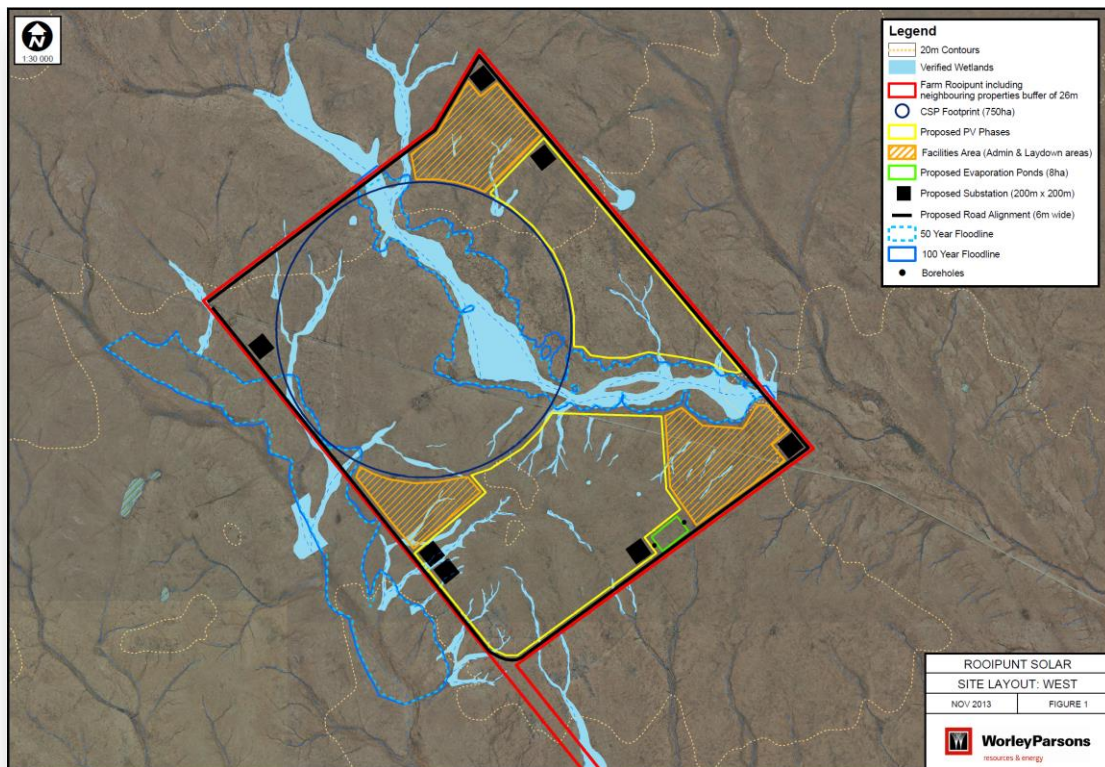 N
1:30 000
Legend
20m Contours
Verified Wetlands
Farm Rooipunt including
neighbouring properties buffer of 26m
CSP Footprint (750ha)
Proposed PV Phases
Facilities Area (Admin & Laydown areas)
Proposed Evaporation Ponds (8ha)
Proposed Substation (200m x 200m)
Proposed Road Alignment (6m wide)
50 Year Floodline
100 Year Floodline
Boreholes
ROOIPUNT SOLAR
SITE LAYOUT: WEST
NOV 2013 FIGURE 1
WorleyParsons
resources & energy